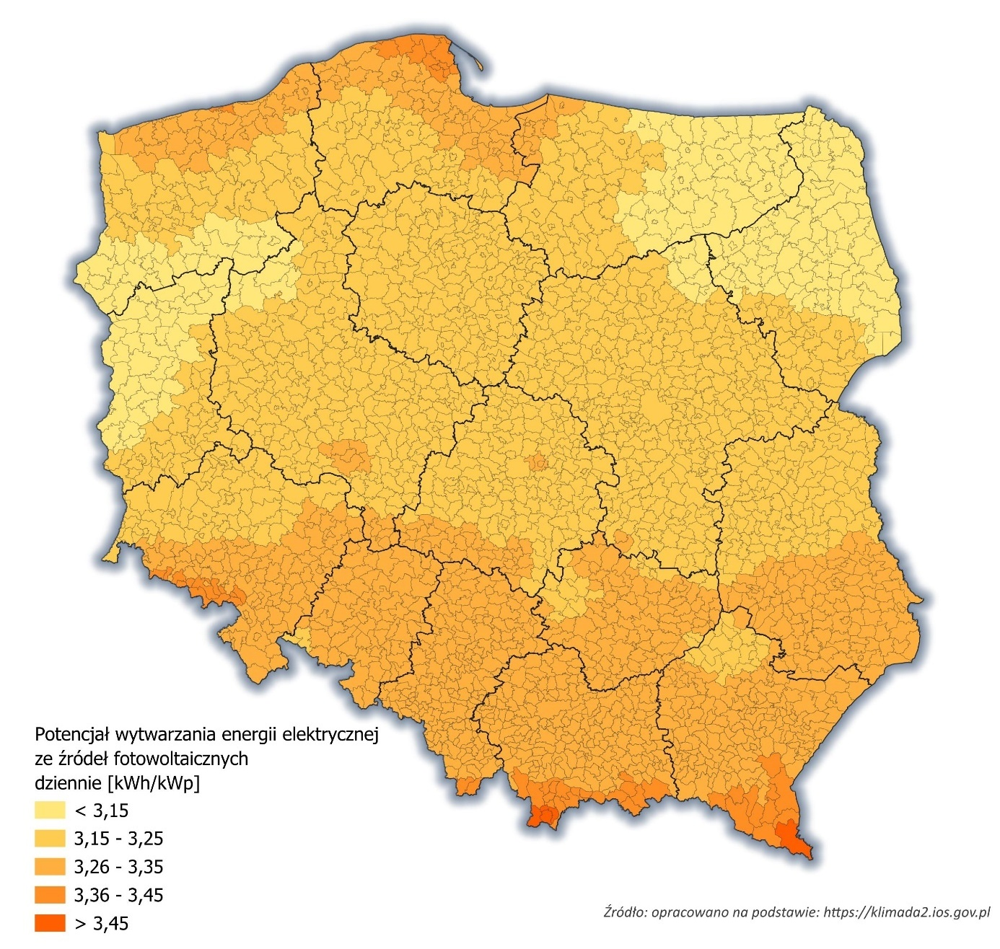 Potencjał wytwarzania energii elektrycznej
ze źródeł fotowoltaicznych
dziennie [kWh/kWp]
< 3,15
3,15 - 3,25
3,26 - 3,35
3,36 - 3,45
> 3,45
Źródło: opracowano na podstawie: https://klimada2.ios.gov.pl